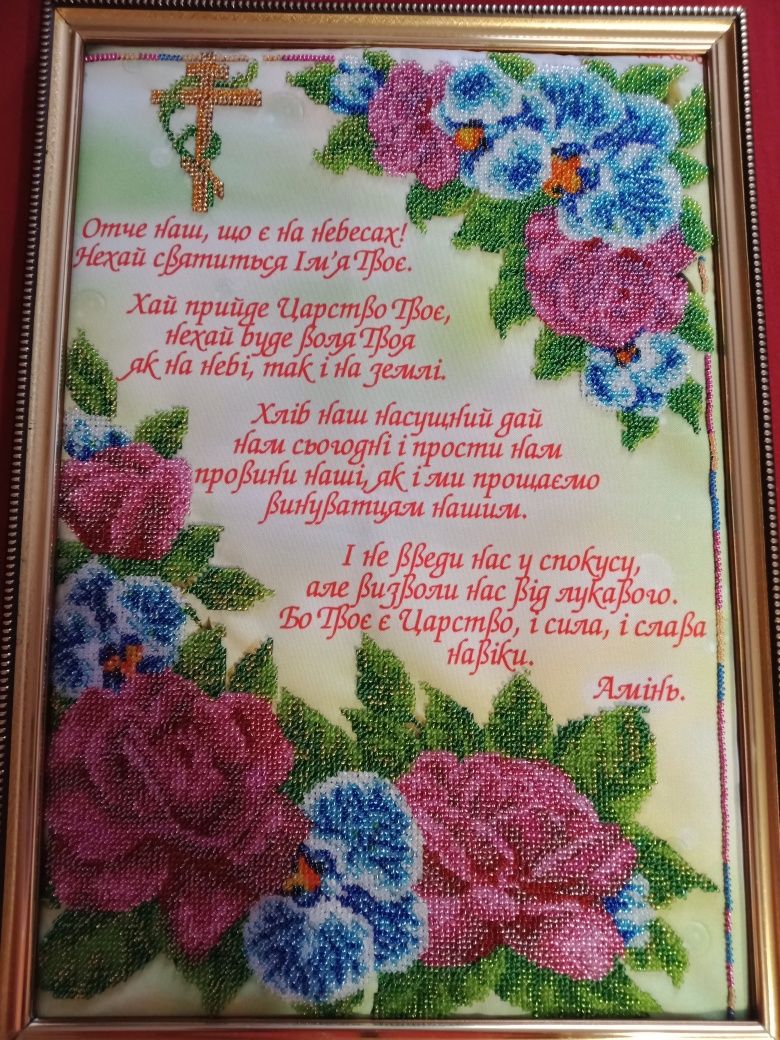 Отче наш, що є на небесах!
Нехай святиться Ім'я Твоє.
Хай прийде Царство Твоє,
нехай буде воля Твоя
як на небі, так і на землі.
Хліб наш насущний дай
нам сьогодні і прости нам
провини наші, як і ми прощаємо
винуватцям нашим.
І не введи нас у спокусу,
але визволи нас від лукавого.
Бо Твоє є Царство, і сила, і слава
навіки.
Амінь.